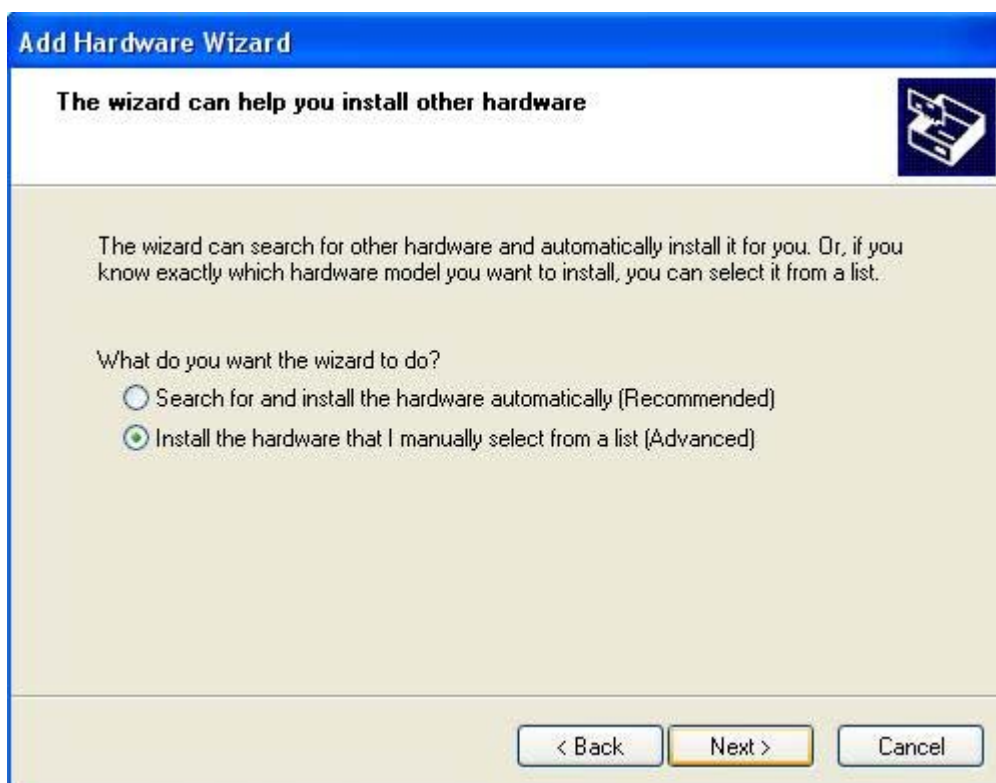 Add Hardware Wizard
The wizard can help you install other hardware
The wizard can search for other hardware and automatically install it for you. Or, if you
know exactly which hardware model you want to install, you can select it from a list.
What do you want the wizard to do?
Search for and install the hardware automatically (Recommended)
Install the hardware that I manually select from a list (Advanced)
< Back Next > Cancel